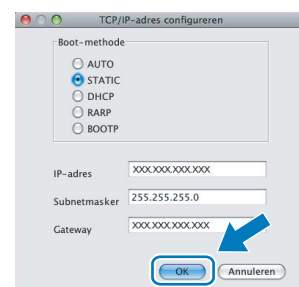 TCP/IP-adres configureren
Boot-methode
AUTO
STATIC
DHCP
RARP
BOOTP
IP-adres XXX.XXX.XXX.XXX
Subnetmasker 255.255.255.0
Gateway XXX.XXX.XXX.XXX
OK Annuleren